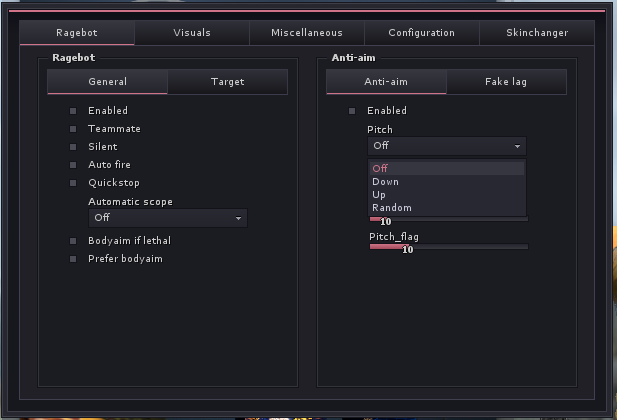 Ragebot
Visuals
Miscellaneous
Configuration
Skinchanger
Ragebot
General
Target
Enabled
Teammate
Silent
Auto fire
Quickstop
Automatic scope
Off
Bodyaim if lethal
Prefer bodyaim
Anti-aim
Anti-aim
Fake lag
Enabled
Pitch
Off
Off
Down
Up
Random
10
Pitch_flag
10